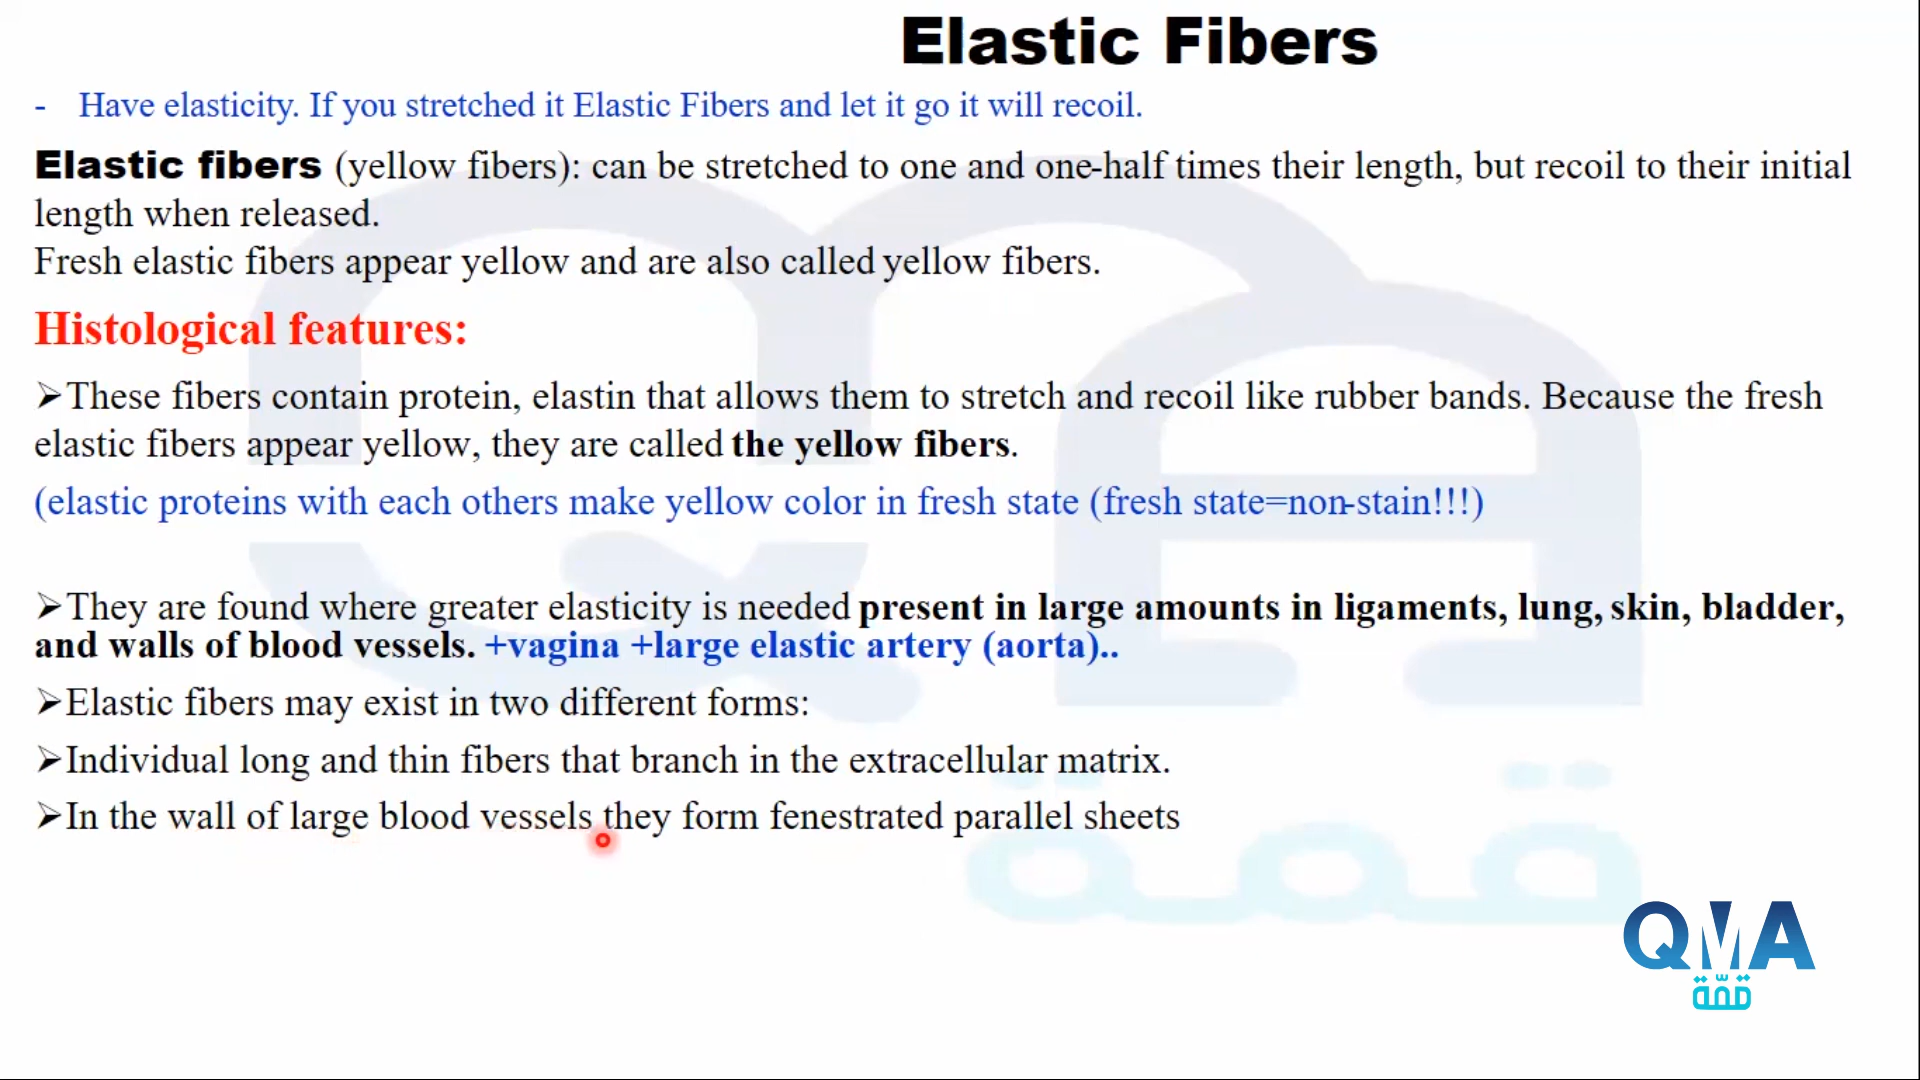 Elastic Fibers
- Have elasticity. If you stretched it Elastic Fibers and let it go it will recoil.
Elastic fibers (yellow fibers): can be stretched to one and one-half times their length, but recoil to their initial
length when released.
Fresh elastic fibers appear yellow and are also called yellow fibers.
Histological features:
➢These fibers contain protein, elastin that allows them to stretch and recoil like rubber bands. Because the fresh
elastic fibers appear yellow, they are called the yellow fibers.
(elastic proteins with each others make yellow color in fresh state (fresh state=non-stain!!!)
➢They are found where greater elasticity is needed present in large amounts in ligaments, lung, skin, bladder,
and walls of blood vessels. +vagina +large elastic artery (aorta)..
➢Elastic fibers may exist in two different forms:
➢Individual long and thin fibers that branch in the extracellular matrix.
➢In the wall of large blood vessels they form fenestrated parallel sheets
قمة
QMA
قمّة